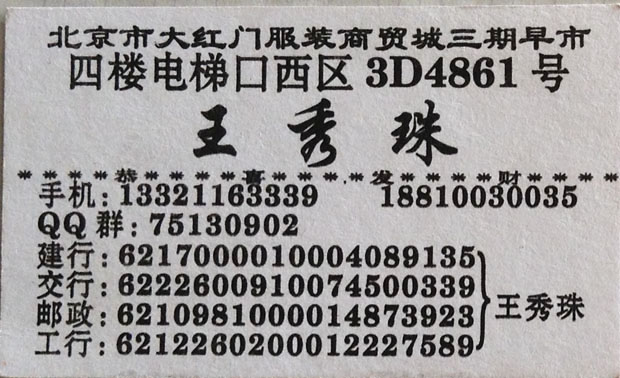 北京市大红门服装商贸城三期早市
四楼电梯口西区 3D4861 号
王秀珠
******恭******喜******发******财******
手机:13321163339 18810030035
QQ 群:75130902
建行:6217000010004089135
交行:6222600910074500339
邮政:6210981000014873923
工行:6212260200012227589
王秀珠